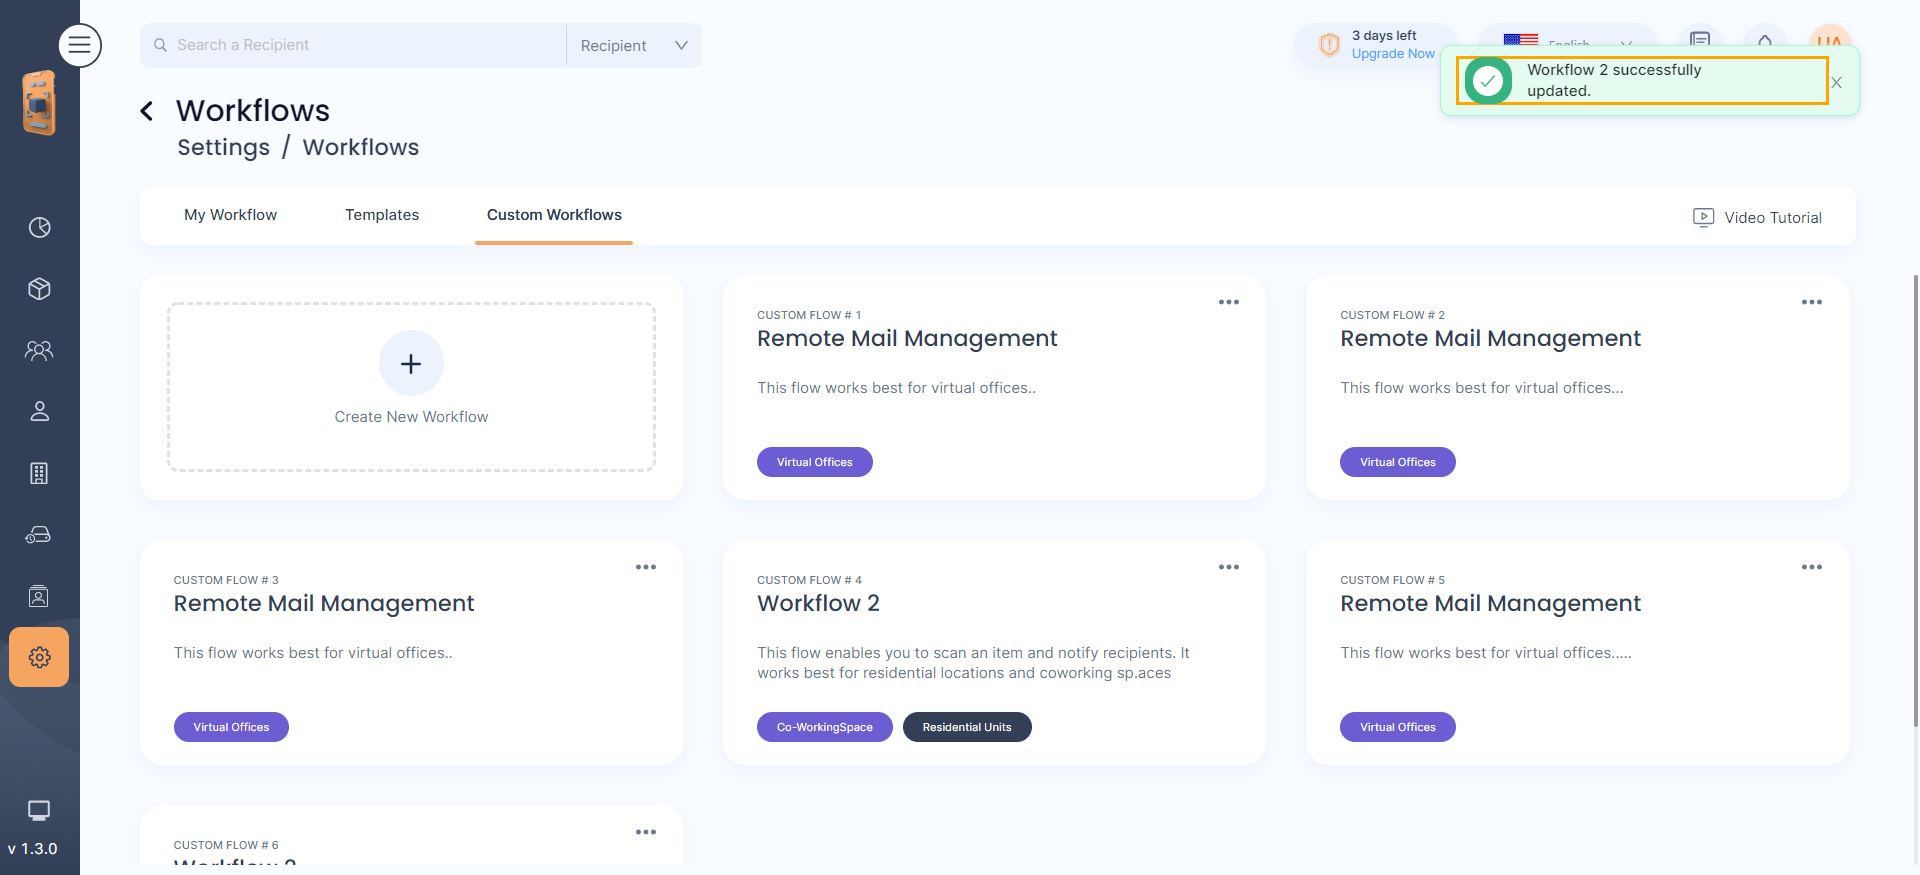 Search a Recipient
Recipient
3 days left
Upgrade Now
English
UA
Workflow 2 successfully
updated.
Workflows
Settings / Workflows
My Workflow
Templates
Custom Workflows
Video Tutorial
Create New Workflow
CUSTOM FLOW # 1
Remote Mail Management
This flow works best for virtual offices..
Virtual Offices
CUSTOM FLOW # 2
Remote Mail Management
This flow works best for virtual offices...
Virtual Offices
CUSTOM FLOW # 3
Remote Mail Management
This flow works best for virtual offices..
Virtual Offices
CUSTOM FLOW # 4
Workflow 2
This flow enables you to scan an item and notify recipients. It
works best for residential locations and coworking sp.aces
Co-WorkingSpace
Residential Units
CUSTOM FLOW # 5
Remote Mail Management
This flow works best for virtual offices.....
Virtual Offices
CUSTOM FLOW # 6
Workflow 2
v 1.3.0